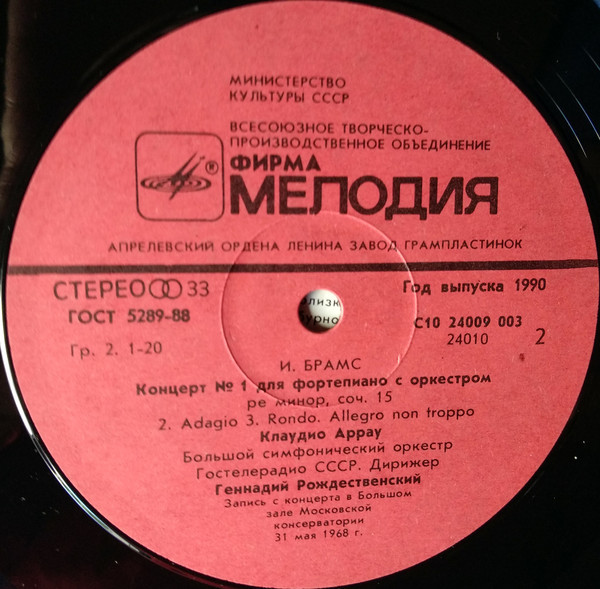 МИНИСТЕРСТВО
КУЛЬТУРЫ СССР
ВСЕСОЮЗНОЕ ТВОРЧЕСКО-
ПРОИЗВОДСТВЕННОЕ ОБЪЕДИНЕНИЕ
ФИРМА
МЕЛОДИЯ
®
АПРЕЛЕВСКИЙ ОРДЕНА ЛЕНИНА ЗАВОД ГРАМПЛАСТИНОК
СТЕРЕО 33
Год выпуска 1990
ГОСТ 5289-88
С10 24009 003
Гр. 2. 1-20
24010 2
И. БРАМС
Концерт № 1 для фортепиано с оркестром
ре минор, соч. 15
2. Adagio 3. Rondo. Allegro non troppo
Клаудио Аррау
Большой симфонический оркестр
Гостелерадио СССР. Дирижер
Геннадий Рождественский
Запись с концерта в Большом
зале Московской
консерватории
31 мая 1968 г.